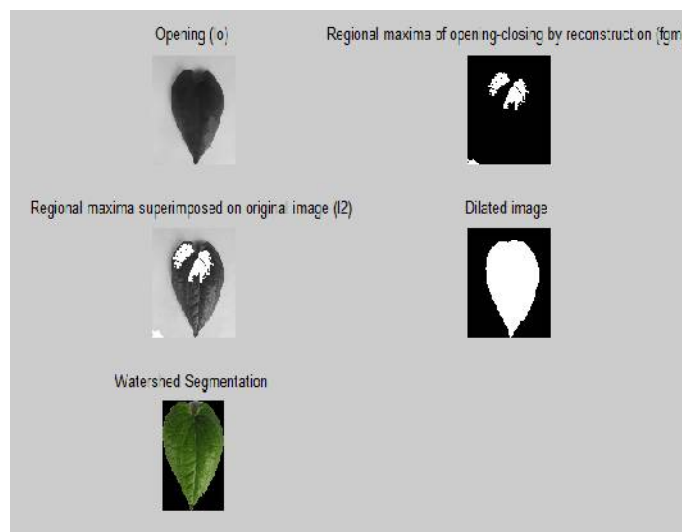 Opening (Io)
Regional maxima of opening-closing by reconstruction (fgm
Regional maxima superimposed on original image (I2)
Dilated image
Watershed Segmentation